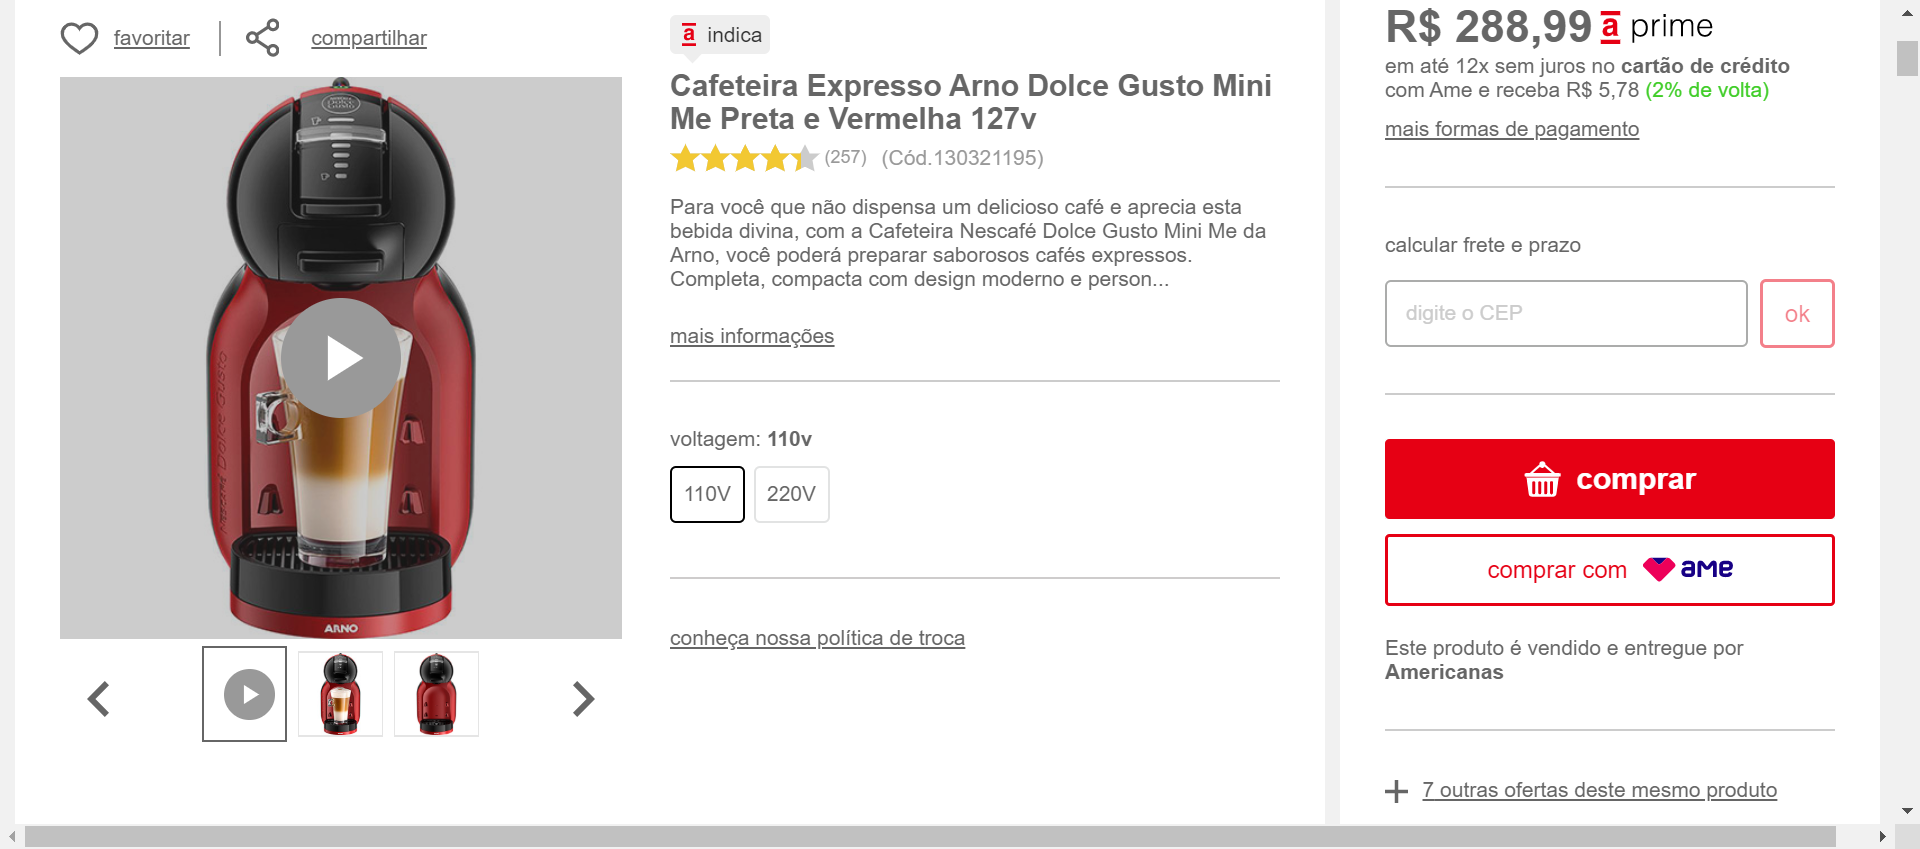 favoritar
compartilhar
DOLCE GUSTO
Nescafé Dolce Gusto
ARNO
a indica
Cafeteira Expresso Arno Dolce Gusto Mini
Me Preta e Vermelha 127v
(257) (Cód.130321195)
Para você que não dispensa um delicioso café e aprecia esta
bebida divina, com a Cafeteira Nescafé Dolce Gusto Mini Me da
Arno, você poderá preparar saborosos cafés expressos.
Completa, compacta com design moderno e person...
mais informações
voltagem: 110v
110V 220V
conheça nossa política de troca
R$ 288,99 a prime
em até 12x sem juros no cartão de crédito
com Ame e receba R$ 5,78 (2% de volta)
mais formas de pagamento
calcular frete e prazo
digite o CEP ok
comprar
comprar com ame
Este produto é vendido e entregue por
Americanas
7 outras ofertas deste mesmo produto